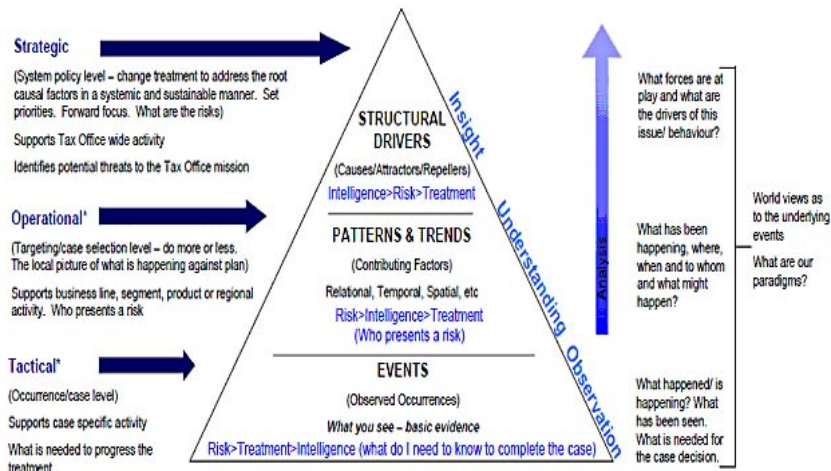 Strategic
(System policy level – change treatment to address the root
causal factors in a systemic and sustainable manner. Set
priorities. Forward focus. What are the risks)
Supports Tax Office wide activity
Identifies potential threats to the Tax Office mission
Operational*
(Targeting/case selection level – do more or less.
The local picture of what is happening against plan)
Supports business line, segment, product or regional
activity. Who presents a risk
Tactical*
(Occurrence/case level)
Supports case specific activity
What is needed to progress the
treatment
STRUCTURAL
DRIVERS
(Causes/Attractors/Repellers)
Intelligence>Risk>Treatment
PATTERNS & TRENDS
(Contributing Factors)
Relational, Temporal, Spatial, etc
Risk>Intelligence>Treatment
(Who presents a risk)
EVENTS
(Observed Occurrences)
What you see – basic evidence
Risk>Treatment>Intelligence (what do I need to know to complete the case)
Insight
Understanding
Observation
Analysis
What forces are at
play and what are
the drivers of this
issue/ behaviour?
What has been
happening, where,
when and to whom
and what might
happen?
What happened/ is
happening? What
has been seen.
What is needed for
the case decision.
World views as
to the underlying
events
What are our
paradigms?